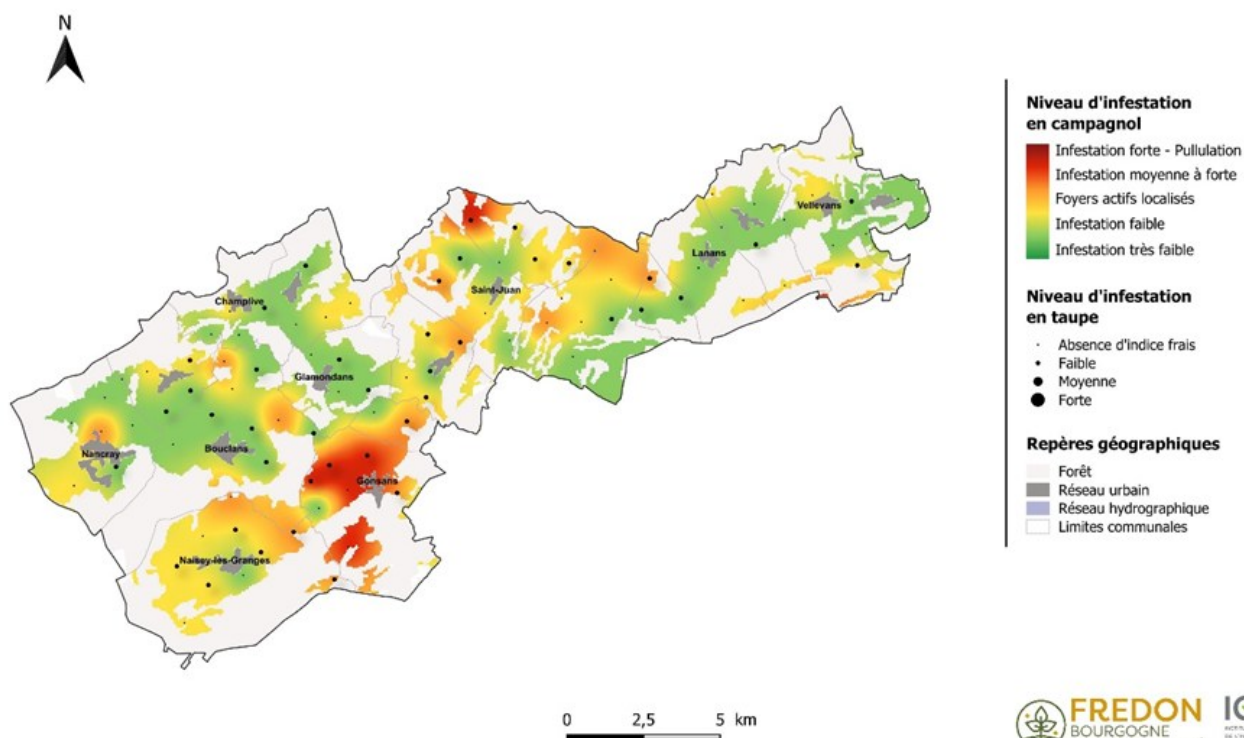 N
Niveau d'infestation
en campagnol
Infestation forte - Pullulation
Infestation moyenne à forte
Foyers actifs localisés
Infestation faible
Infestation très faible
Niveau d'infestation
en taupe
Absence d'indice frais
Faible
Moyenne
Forte
Repères géographiques
Forêt
Réseau urbain
Réseau hydrographique
Limites communales
Vellevans
Lanans
Saint-Juan
Champlive
Glamondans
Nancray
Bouclans
Gonsans
Naisey-les-Granges
0 2,5 5 km
FREDON
BOURGOGNE